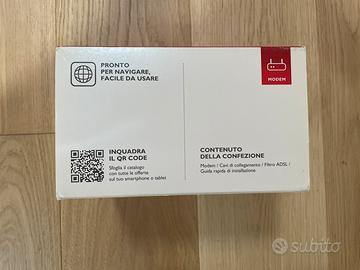 PRONTO
PER NAVIGARE,
FACILE DA USARE
MODEM
INQUADRA
IL QR CODE
Sfoglia il catalogo
con tutte le offerte
sul tuo smartphone o tablet
CONTENUTO
DELLA CONFEZIONE
Modem / Cavi di collegamento / Filtro ADSL /
Guida rapida di installazione
subito